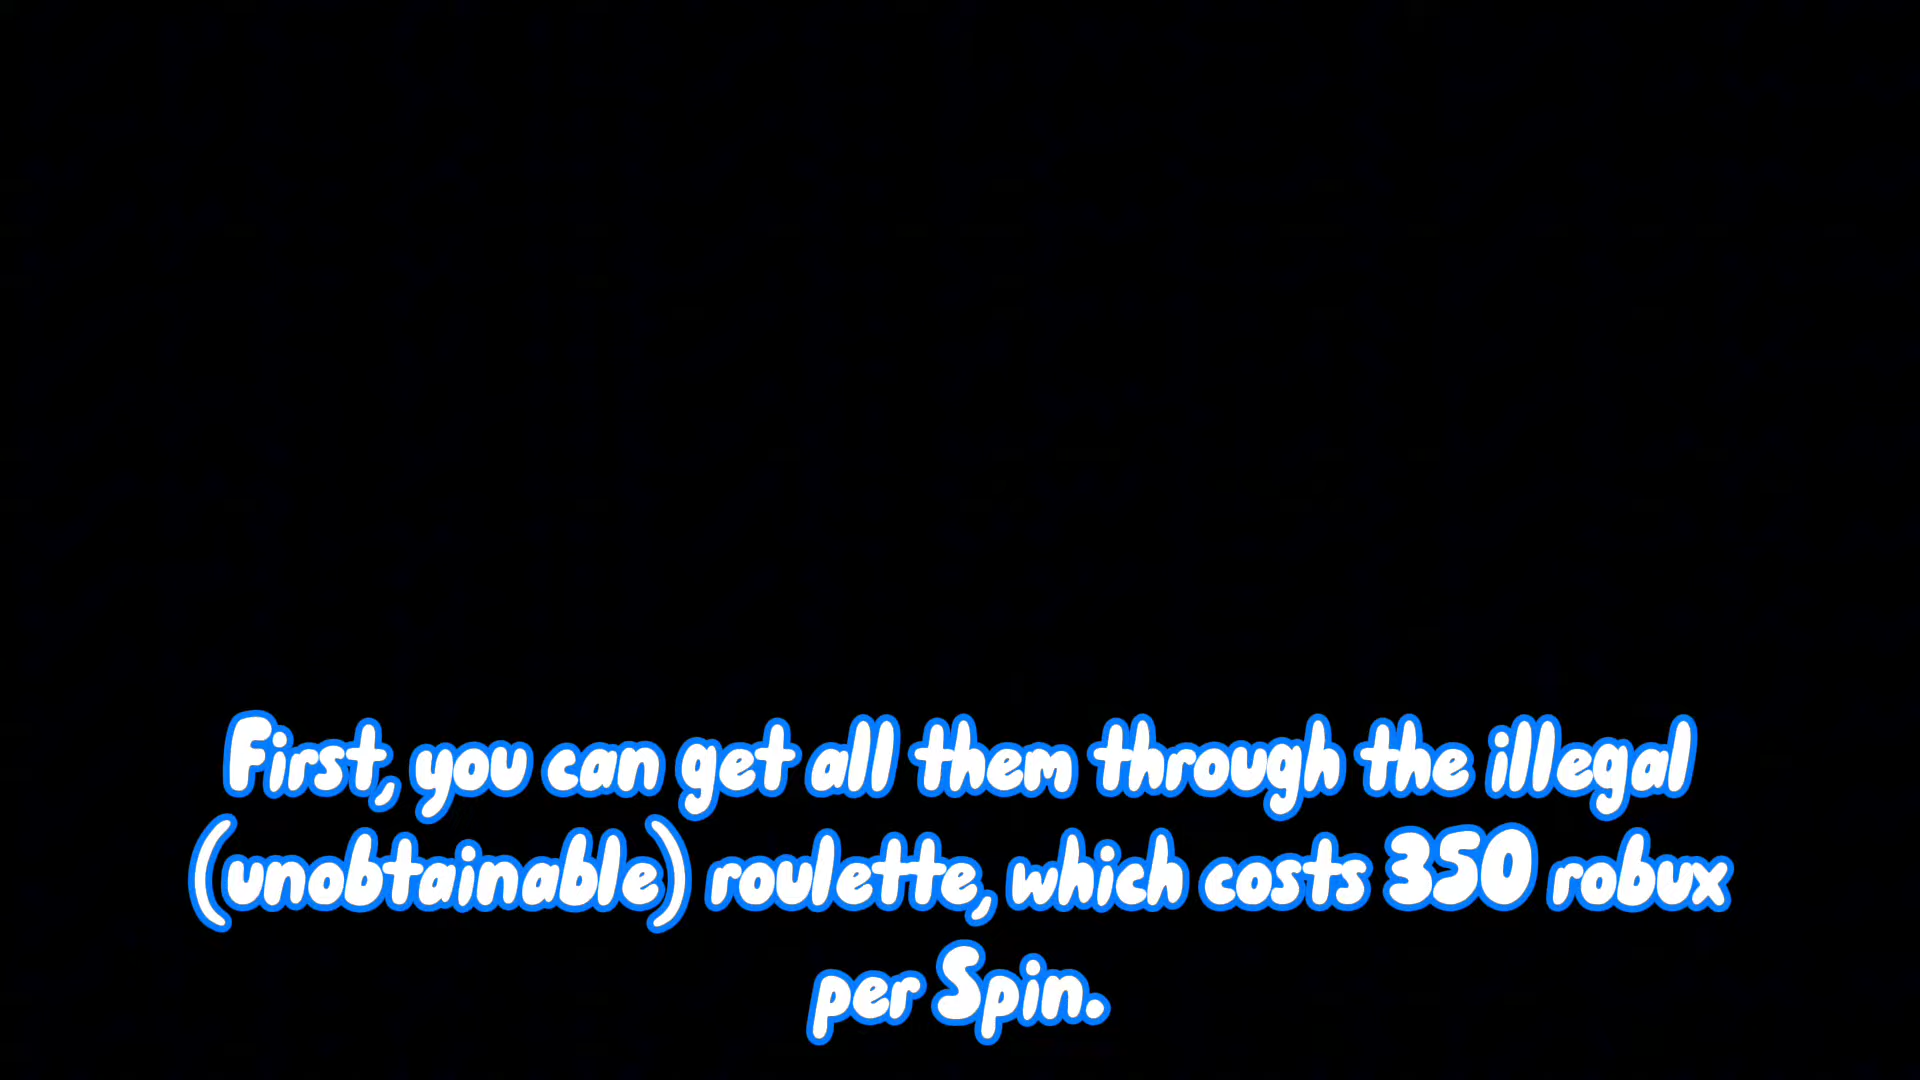 First, you can get all them through the illegal
(unobtainable) roulette, which costs 350 robux
per Spin.